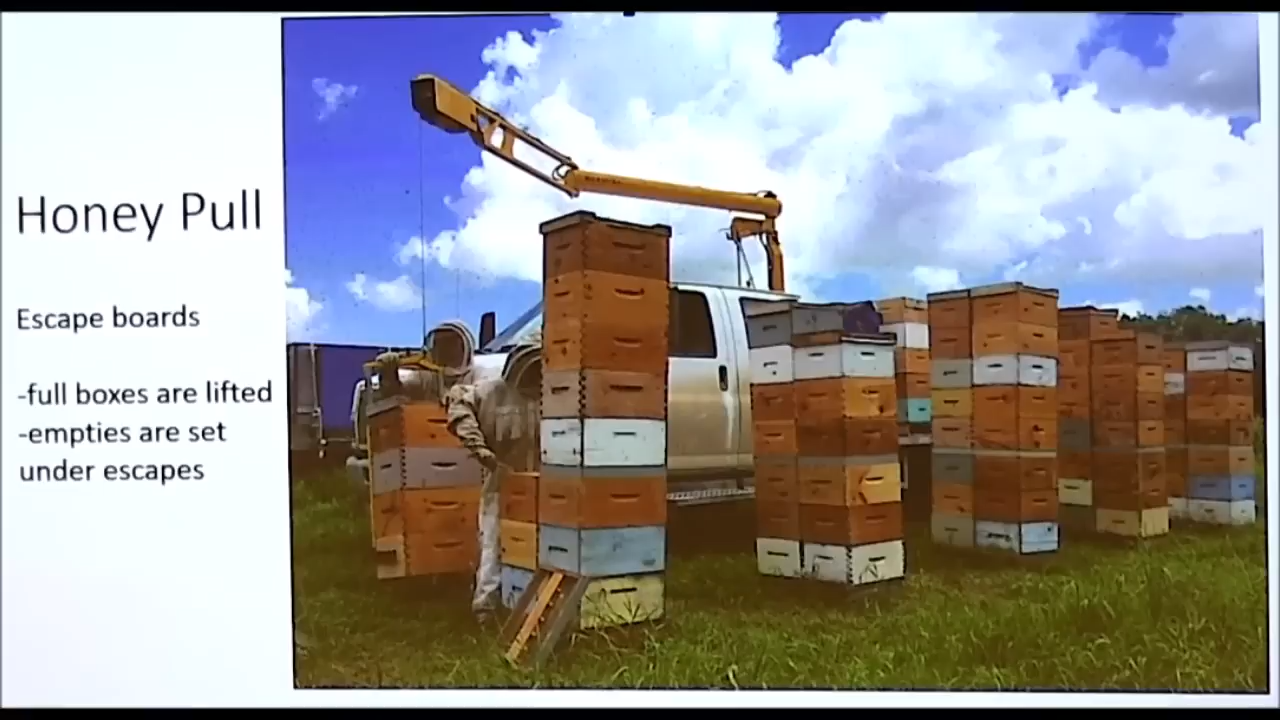 Honey Pull
Escape boards
-full boxes are lifted
-empties are set
under escapes